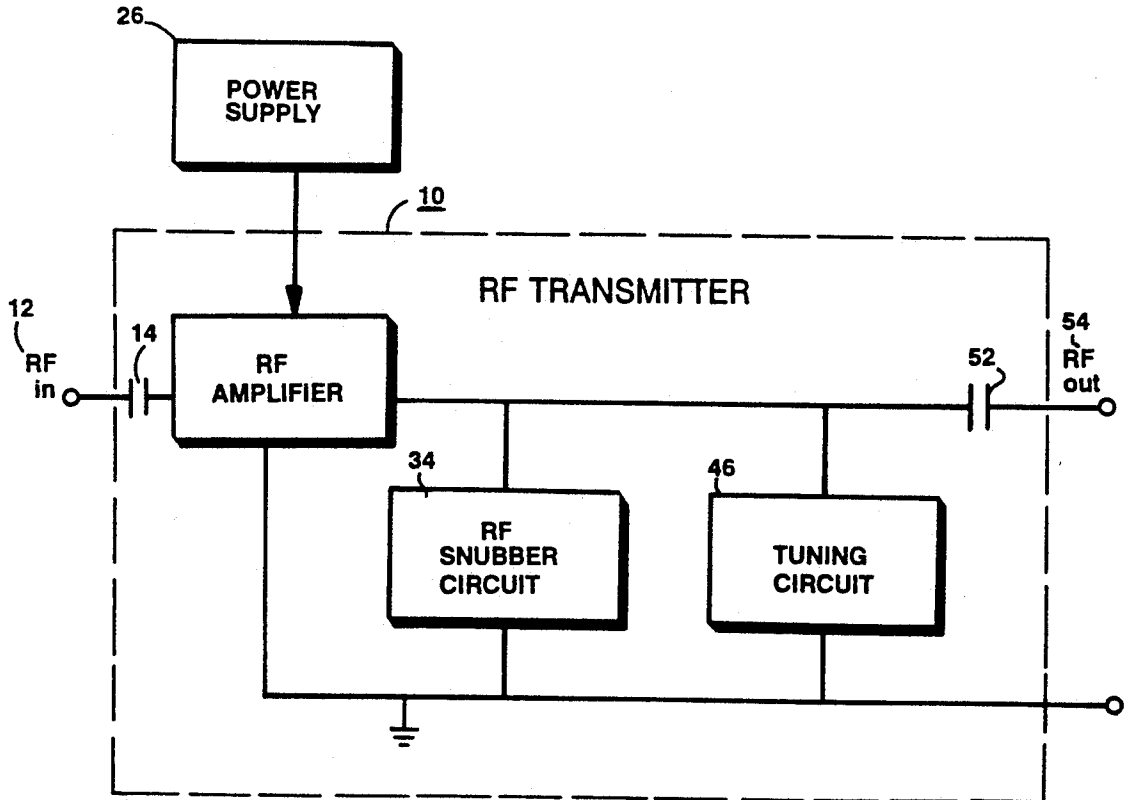 26
POWER
SUPPLY
10
RF TRANSMITTER
12
RF
in
14
RF
AMPLIFIER
52
54
RF
out
34
RF
SNUBBER
CIRCUIT
46
TUNING
CIRCUIT